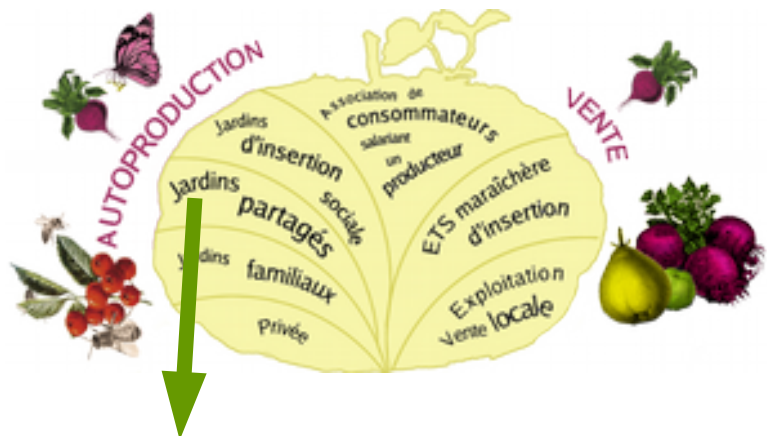 AUTOPRODUCTION
VENTE
Association de
consommateurs
salariant
un
producteur
Jardins
d'insertion
sociale
Jardins
partagés
familiaux
Privée
ETS maraîchère
d'insertion
Exploitation
Vente locale